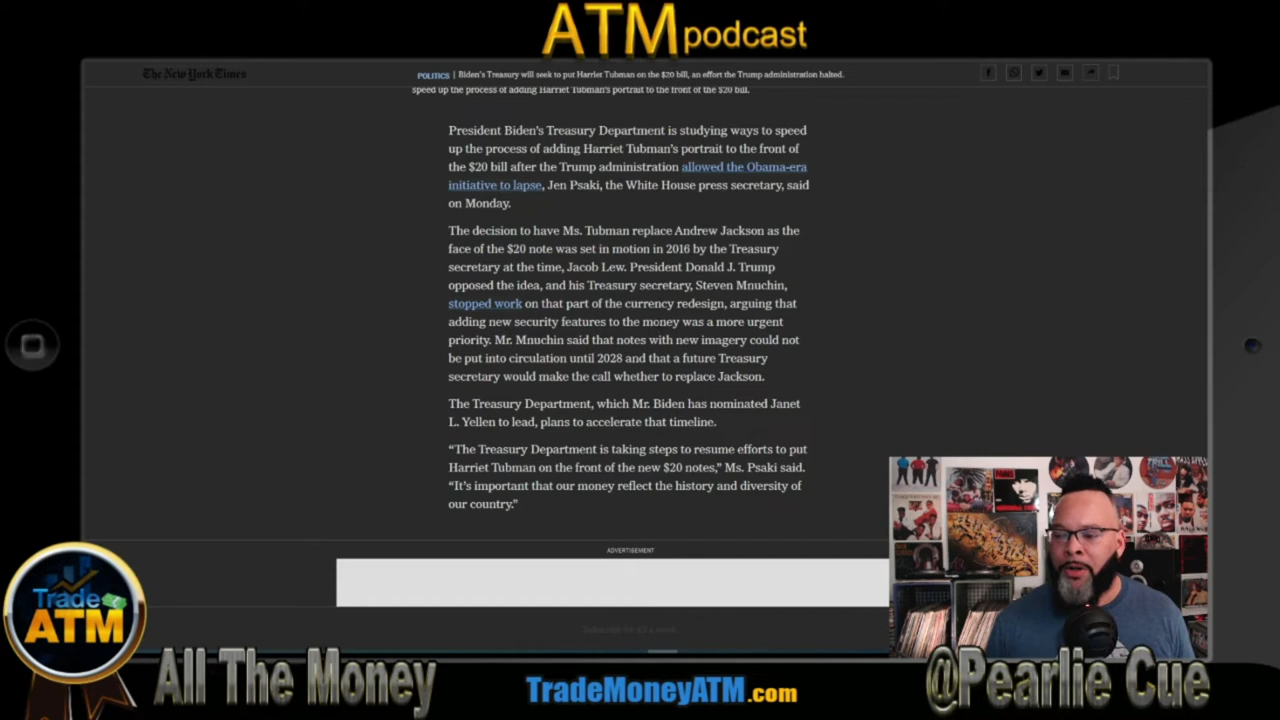 ATM podcast
The New York Times
POLITICS | Biden's Treasury will seek to put Harriet Tubman on the $20 bill, an effort the Trump administration halted.
speed up the process of adding Harriet Tubman's portrait to the front of the $20 bill.
President Biden's Treasury Department is studying ways to speed
up the process of adding Harriet Tubman's portrait to the front of
the $20 bill after the Trump administration allowed the Obama-era
initiative to lapse, Jen Psaki, the White House press secretary, said
on Monday.
The decision to have Ms. Tubman replace Andrew Jackson as the
face of the $20 note was set in motion in 2016 by the Treasury
secretary at the time, Jacob Lew. President Donald J. Trump
opposed the idea, and his Treasury secretary, Steven Mnuchin,
stopped work on that part of the currency redesign, arguing that
adding new security features to the money was a more urgent
priority. Mr. Mnuchin said that notes with new imagery could not
be put into circulation until 2028 and that a future Treasury
secretary would make the call whether to replace Jackson.
The Treasury Department, which Mr. Biden has nominated Janet
L. Yellen to lead, plans to accelerate that timeline.
“The Treasury Department is taking steps to resume efforts to put
Harriet Tubman on the front of the new $20 notes,” Ms. Psaki said.
“It's important that our money reflect the history and diversity of
our country.”
ADVERTISEMENT
Trade
ATM
All The Money
TradeMoneyATM.com
@Pearlie Cue